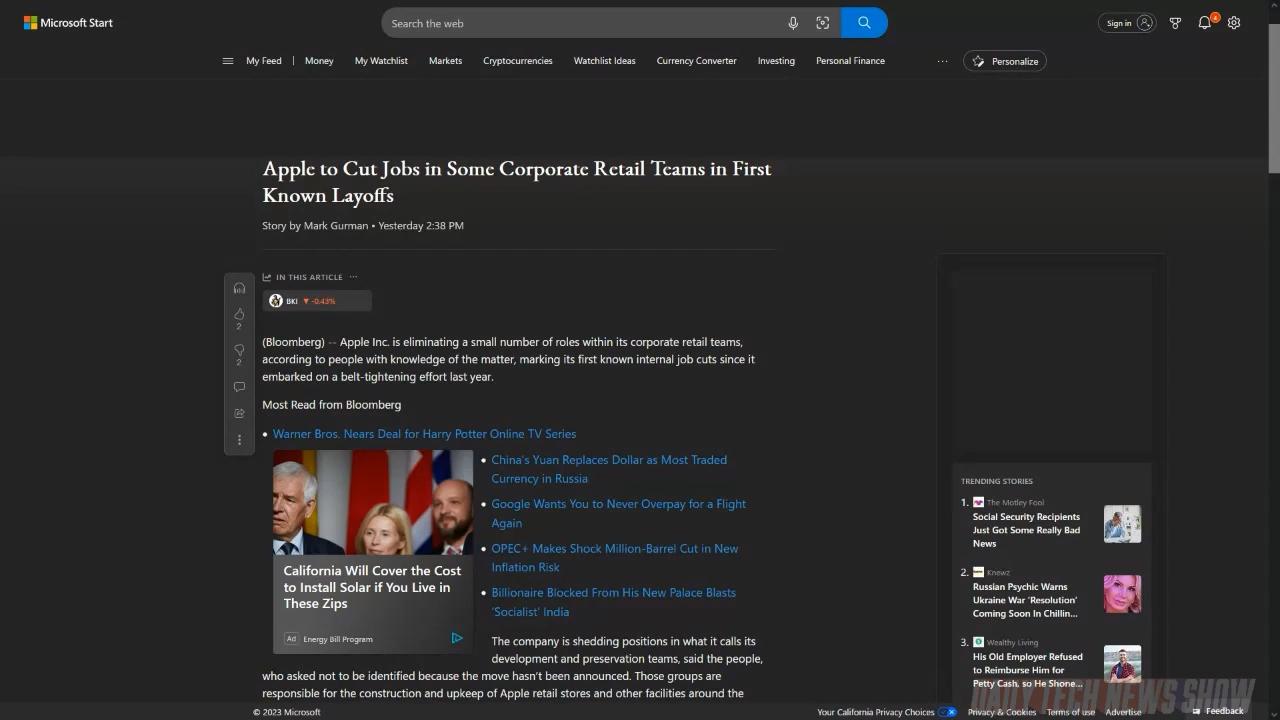 Microsoft Start
Search the web
Sign in
4
My Feed
Money
My Watchlist
Markets
Cryptocurrencies
Watchlist Ideas
Currency Converter
Investing
Personal Finance
...
Personalize
Apple to Cut Jobs in Some Corporate Retail Teams in First
Known Layoffs
Story by Mark Gurman • Yesterday 2:38 PM
IN THIS ARTICLE ...
BKI ▼ -0.43%
2
2
(Bloomberg) -- Apple Inc. is eliminating a small number of roles within its corporate retail teams,
according to people with knowledge of the matter, marking its first known internal job cuts since it
embarked on a belt-tightening effort last year.
Most Read from Bloomberg
• Warner Bros. Nears Deal for Harry Potter Online TV Series
• China's Yuan Replaces Dollar as Most Traded
Currency in Russia
• Google Wants You to Never Overpay for a Flight
Again
• OPEC+ Makes Shock Million-Barrel Cut in New
Inflation Risk
• Billionaire Blocked From His New Palace Blasts
'Socialist' India
California Will Cover the Cost
to Install Solar if You Live in
These Zips
Ad Energy Bill Program
The company is shedding positions in what it calls its
development and preservation teams, said the people,
who asked not to be identified because the move hasn't been announced. Those groups are
responsible for the construction and upkeep of Apple retail stores and other facilities around the
TRENDING STORIES
1. The Motley Fool
Social Security Recipients
Just Got Some Really Bad
News
2. Knewz
Russian Psychic Warns
Ukraine War 'Resolution'
Coming Soon In Chillin...
3. Wealthy Living
His Old Employer Refused
to Reimburse Him for
Petty Cash, so He Shone...
DAILY TECH NEWS SHOW
© 2023 Microsoft
Your California Privacy Choices
Privacy & Cookies
Terms of use
Advertise
Feedback